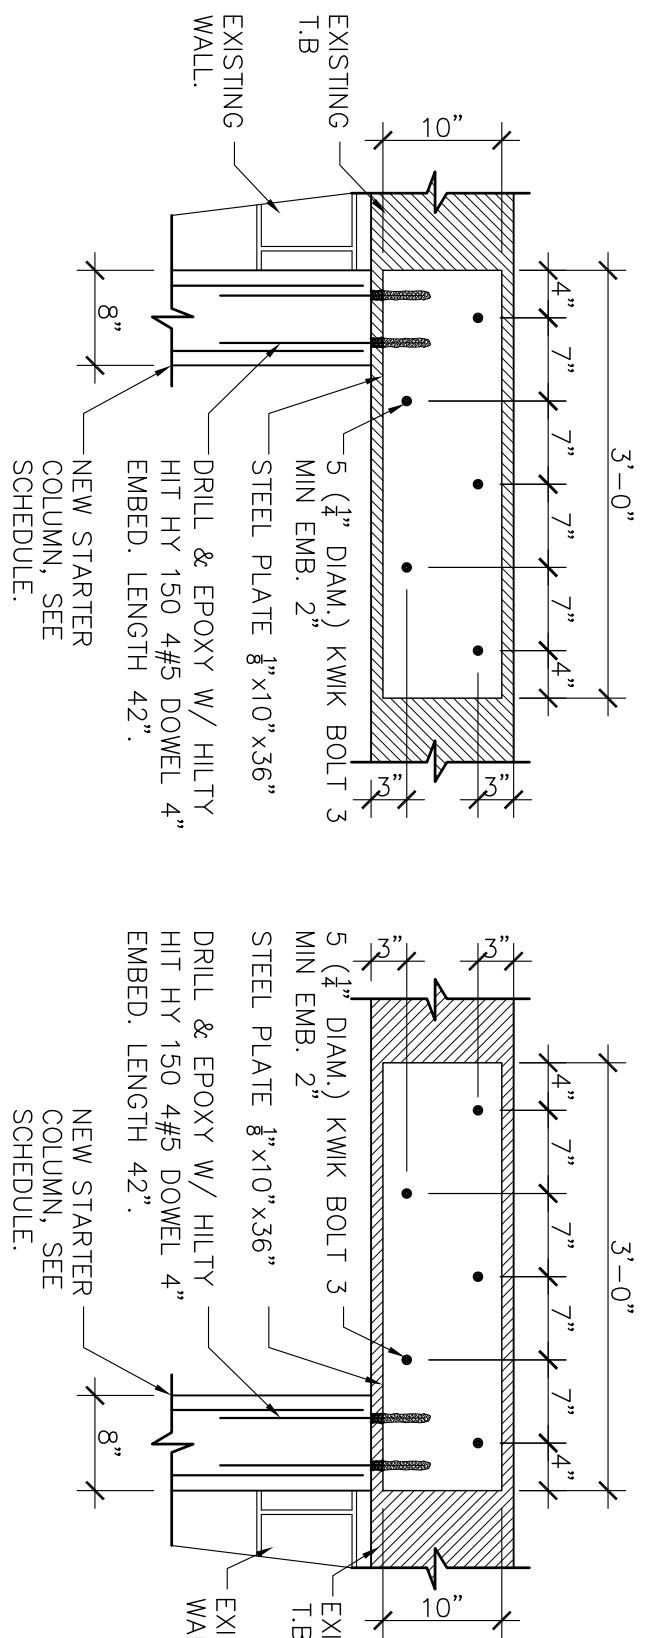 EXISTING
T.B
EXISTING
WALL.
10"
3'-0"
4"
7"
7"
7"
7"
4"
3"
3"
8"
5 (1/4" DIAM.) KWIK BOLT 3
MIN EMB. 2"
STEEL PLATE 1/8"x10"x36"
DRILL & EPOXY W/ HILTY
HIT HY 150 4#5 DOWEL 4"
EMBED. LENGTH 42".
NEW STARTER
COLUMN, SEE
SCHEDULE.
3'-0"
4"
7"
7"
7"
7"
4"
3"
3"
10"
8"
5 (1/4" DIAM.) KWIK BOLT 3
MIN EMB. 2"
STEEL PLATE 1/8"x10"x36"
DRILL & EPOXY W/ HILTY
HIT HY 150 4#5 DOWEL 4"
EMBED. LENGTH 42".
NEW STARTER
COLUMN, SEE
SCHEDULE.
EXI
T.B
EXI
WA